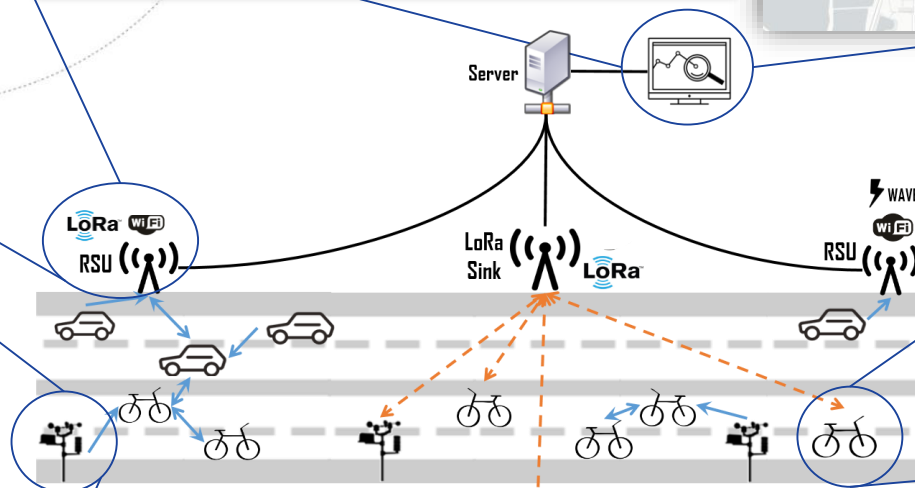 Server
LoRa WiFi
RSU
LoRa
Sink
LoRa
WAVE
WiFi
RSU